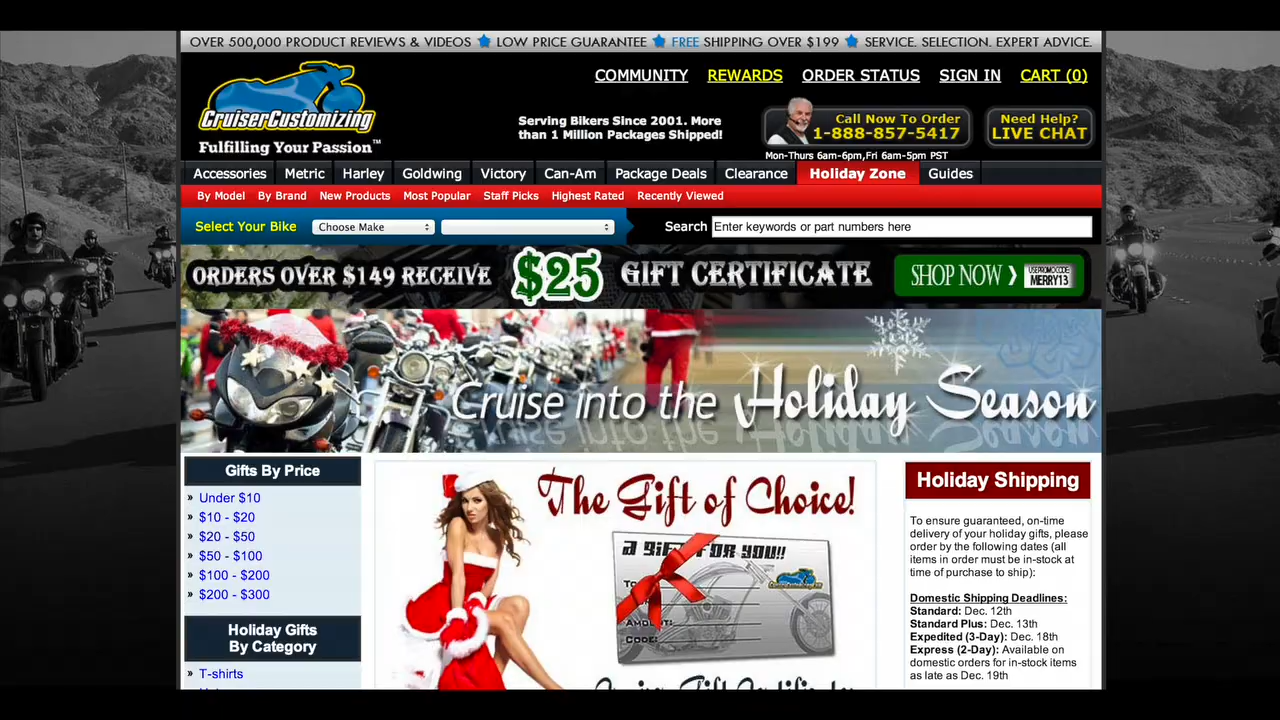 OVER 500,000 PRODUCT REVIEWS & VIDEOS LOW PRICE GUARANTEE FREE SHIPPING OVER $199 SERVICE. SELECTION. EXPERT ADVICE.
COMMUNITY REWARDS ORDER STATUS SIGN IN CART (0)
CruiserCustomizing
Fulfilling Your Passion™
Serving Bikers Since 2001. More
than 1 Million Packages Shipped!
Call Now To Order
1-888-857-5417
Mon-Thurs 6am-6pm,Fri 6am-5pm PST
Need Help?
LIVE CHAT
Accessories Metric Harley Goldwing Victory Can-Am Package Deals Clearance Holiday Zone Guides
By Model By Brand New Products Most Popular Staff Picks Highest Rated Recently Viewed
Select Your Bike Choose Make Search Enter keywords or part numbers here
ORDERS OVER $149 RECEIVE $25 GIFT CERTIFICATE SHOP NOW USE PROMO CODE:
MERRY13
Cruise into the Holiday Season
Gifts By Price
» Under $10
» $10 - $20
» $20 - $50
» $50 - $100
» $100 - $200
» $200 - $300
Holiday Gifts
By Category
» T-shirts
The Gift of Choice!
A GIFT FOR YOU!!
To
CruiserCustomizing
AMOUNT:
CODE:
Holiday Shipping
To ensure guaranteed, on-time
delivery of your holiday gifts, please
order by the following dates (all
items in order must be in-stock at
time of purchase to ship):
Domestic Shipping Deadlines:
Standard: Dec. 12th
Standard Plus: Dec. 13th
Expedited (3-Day): Dec. 18th
Express (2-Day): Available on
domestic orders for in-stock items
as late as Dec. 19th